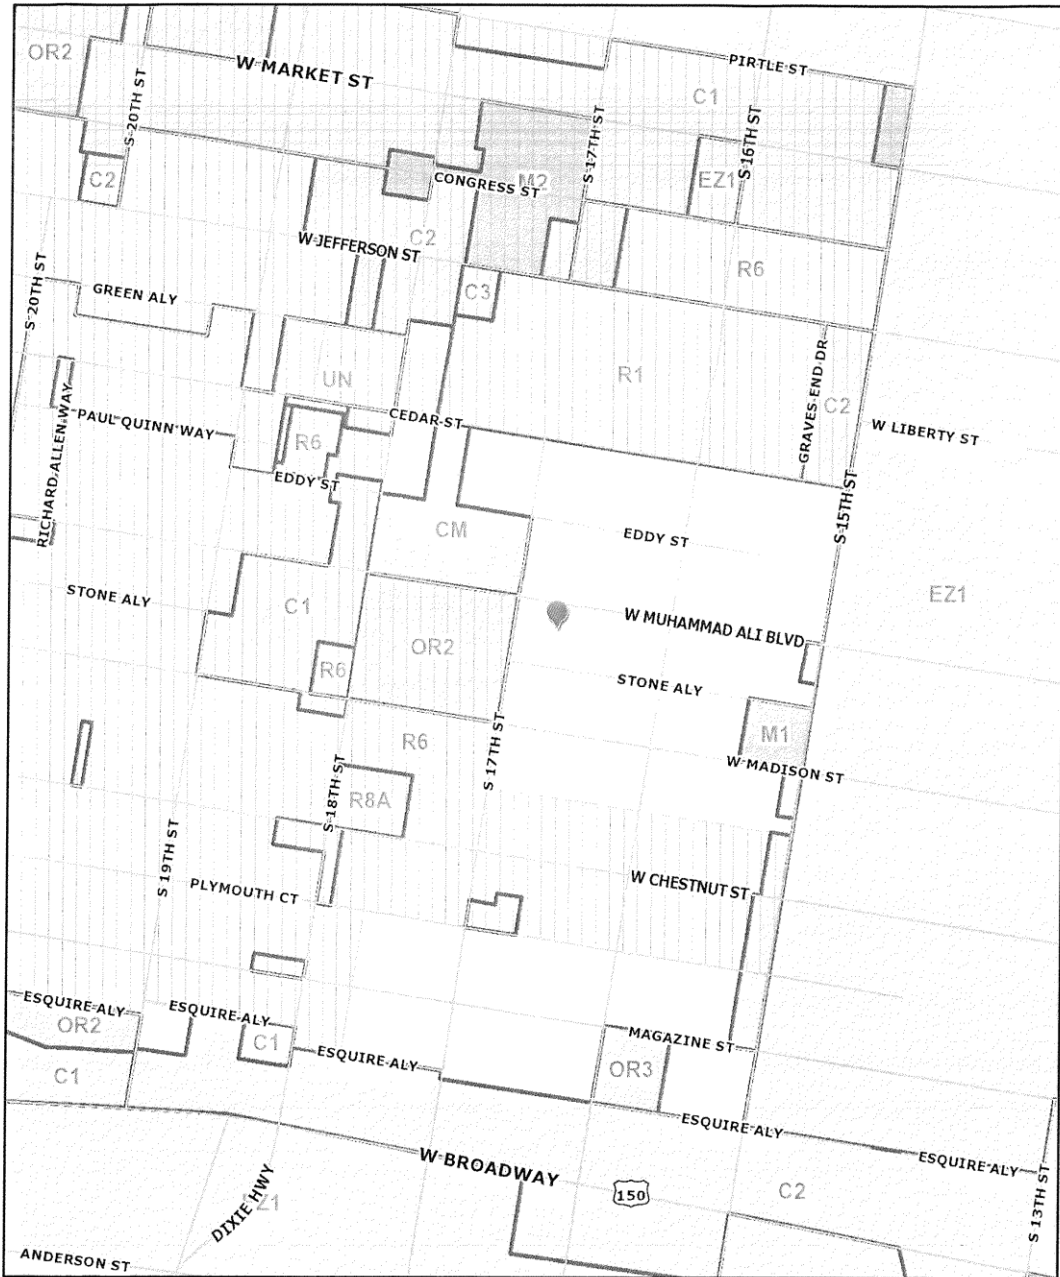 OR2
W MARKET ST
PIRTLE ST
C1
S 20TH ST
S 17TH ST
S 16TH ST
C2
M2
EZ1
CONGRESS ST
C2
W JEFFERSON ST
R6
S 20TH ST
GREEN ALY
C3
UN
R1
GRAVES END DR
C2
RICHARD ALLEN WAY
PAUL QUINN WAY
CEDAR ST
W LIBERTY ST
R6
EDDY ST
S 15TH ST
CM
EDDY ST
STONE ALY
C1
W MUHAMMAD ALI BLVD
EZ1
OR2
R6
STONE ALY
R6
S 17TH ST
M1
W MADISON ST
S 18TH ST
R8A
S 19TH ST
PLYMOUTH CT
W CHESTNUT ST
ESQUIRE ALY
ESQUIRE ALY
OR2
C1
MAGAZINE ST
ESQUIRE ALY
C1
OR3
ESQUIRE ALY
W BROADWAY
ESQUIRE ALY
150
C2
S 13TH ST
DIXIE HWY
EZ1
ANDERSON ST